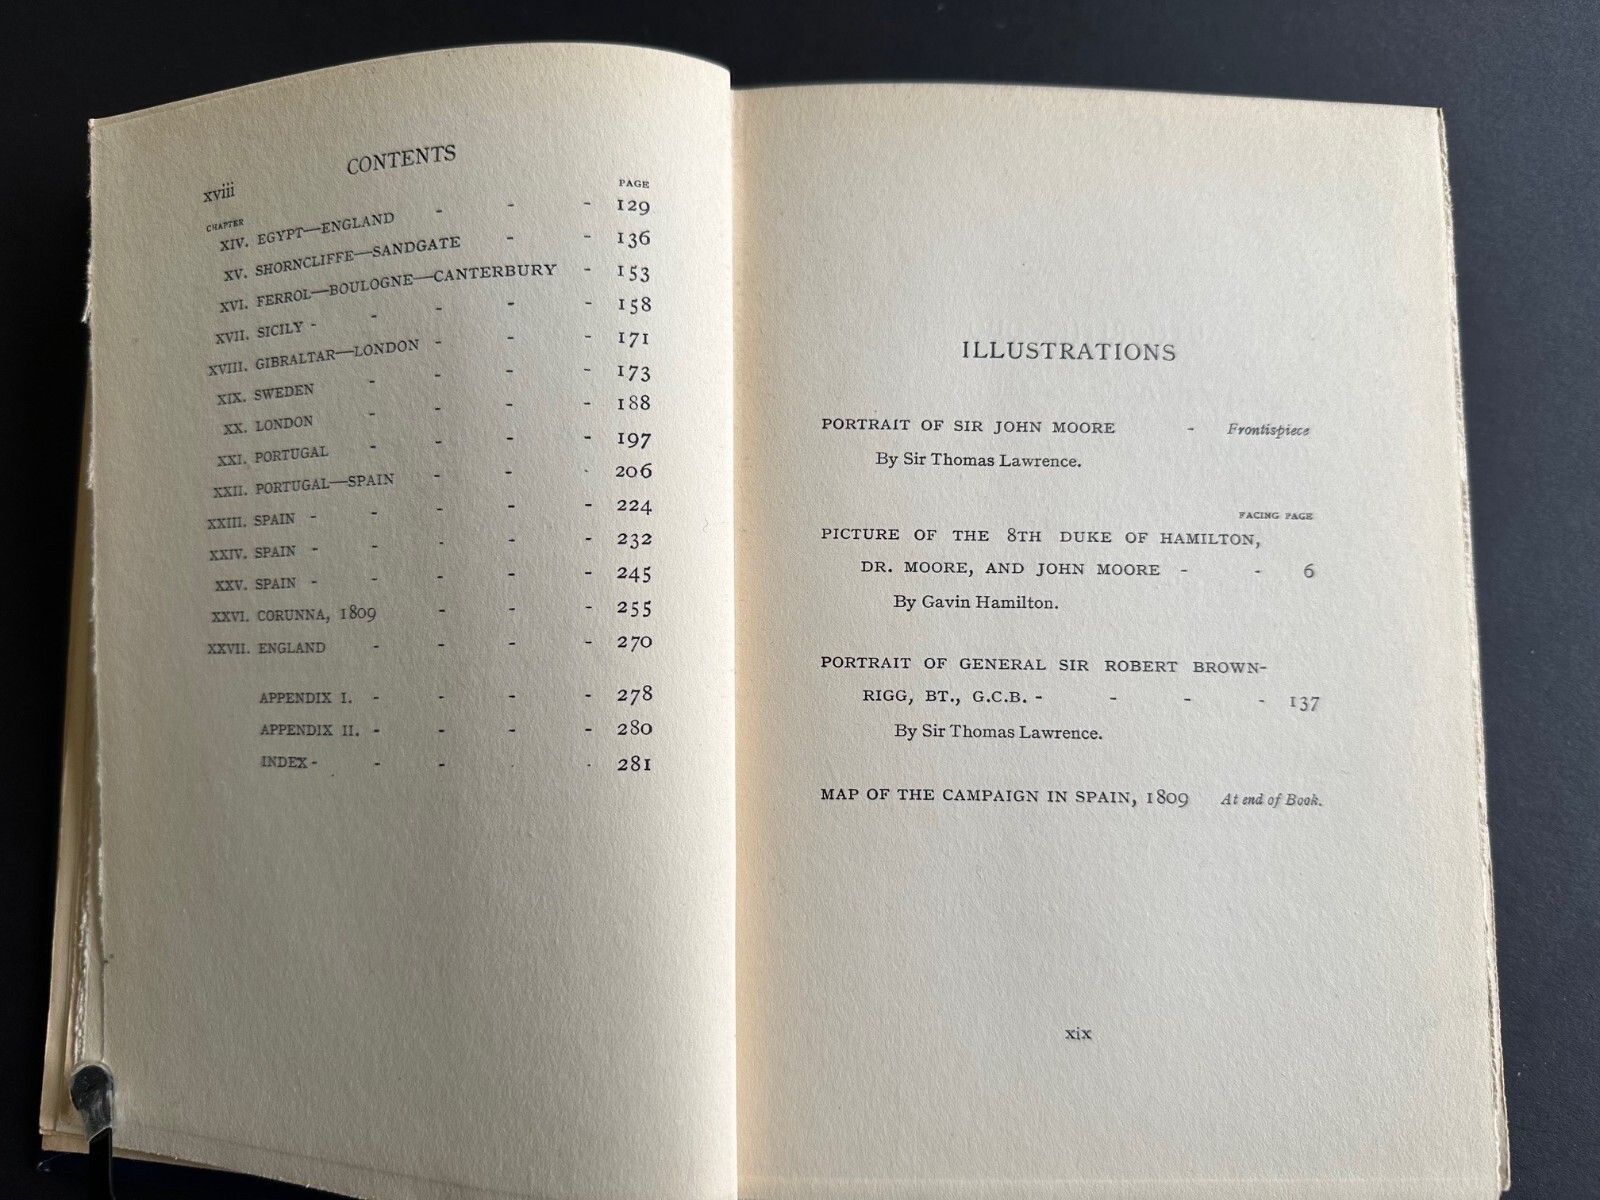 CONTENTS
xviii
CHAPTER PAGE
XIV. EGYPT—ENGLAND - - - 129
XV. SHORNCLIFFE—SANDGATE - - 136
XVI. FERROL—BOULOGNE—CANTERBURY - 153
XVII. SICILY - - - - - 158
XVIII. GIBRALTAR—LONDON - - - 171
XIX. SWEDEN - - - - 173
XX. LONDON - - - - 188
XXI. PORTUGAL - - - - 197
XXII. PORTUGAL—SPAIN - - - 206
XXIII. SPAIN - - - - - 224
XXIV. SPAIN - - - - - 232
XXV. SPAIN - - - - - 245
XXVI. CORUNNA, 1809 - - - 255
XXVII. ENGLAND - - - - 270
APPENDIX I. - - - - 278
APPENDIX II. - - - - 280
INDEX - - - - - 281
ILLUSTRATIONS
PORTRAIT OF SIR JOHN MOORE - Frontispiece
By Sir Thomas Lawrence.
FACING PAGE
PICTURE OF THE 8TH DUKE OF HAMILTON,
DR. MOORE, AND JOHN MOORE - - 6
By Gavin Hamilton.
PORTRAIT OF GENERAL SIR ROBERT BROWN-
RIGG, BT., G.C.B. - - - - 137
By Sir Thomas Lawrence.
MAP OF THE CAMPAIGN IN SPAIN, 1809 At end of Book.
xix